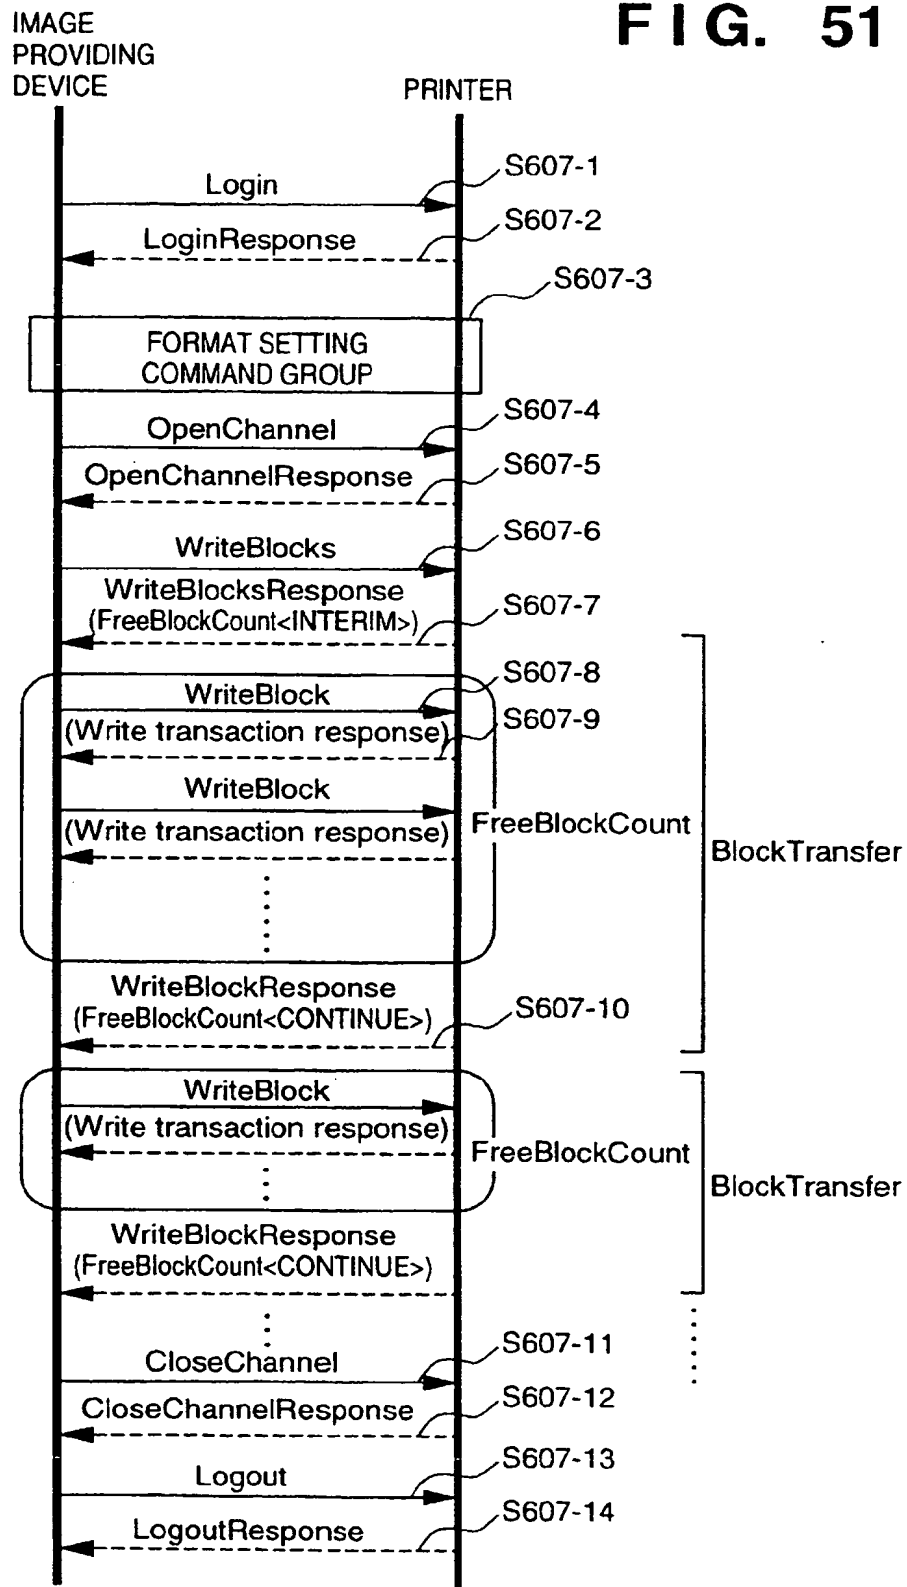 FIG. 51
IMAGE
PROVIDING
DEVICE
PRINTER
Login
S607-1
LoginResponse
S607-2
S607-3
FORMAT SETTING
COMMAND GROUP
OpenChannel
S607-4
OpenChannelResponse
S607-5
WriteBlocks
S607-6
WriteBlocksResponse
(FreeBlockCount<INTERIM>)
S607-7
WriteBlock
S607-8
(Write transaction response)
S607-9
WriteBlock
(Write transaction response)
FreeBlockCount
BlockTransfer
WriteBlockResponse
(FreeBlockCount<CONTINUE>)
S607-10
WriteBlock
(Write transaction response)
FreeBlockCount
BlockTransfer
WriteBlockResponse
(FreeBlockCount<CONTINUE>)
CloseChannel
S607-11
CloseChannelResponse
S607-12
Logout
S607-13
LogoutResponse
S607-14